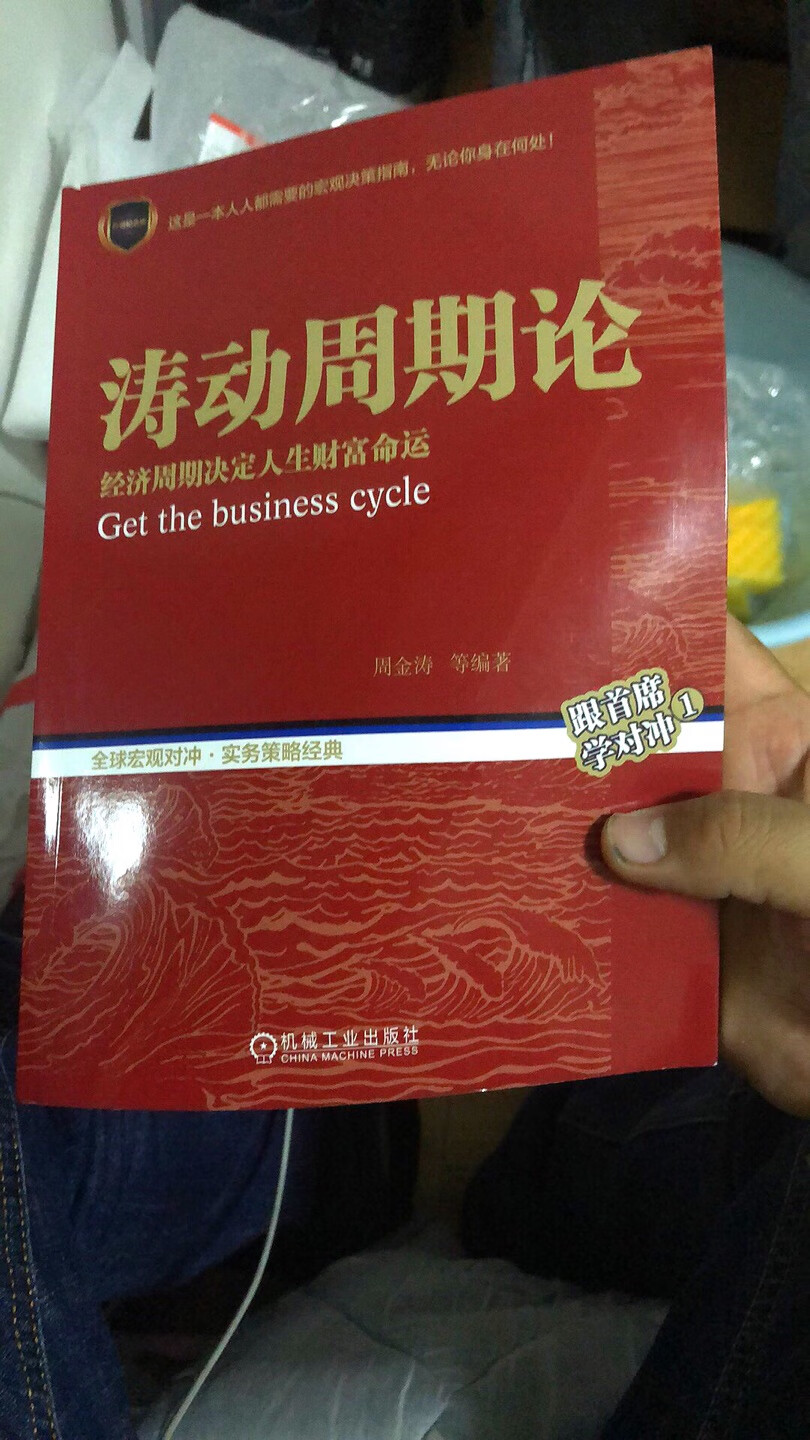 这是一本人人都需要的宏观决策指南，无论你身在何处！
涛动周期论
经济周期决定人生财富命运
Get the business cycle
周金涛 等编著
跟首席
学对冲①
全球宏观对冲·实务策略经典
机械工业出版社
CHINA MACHINE PRESS